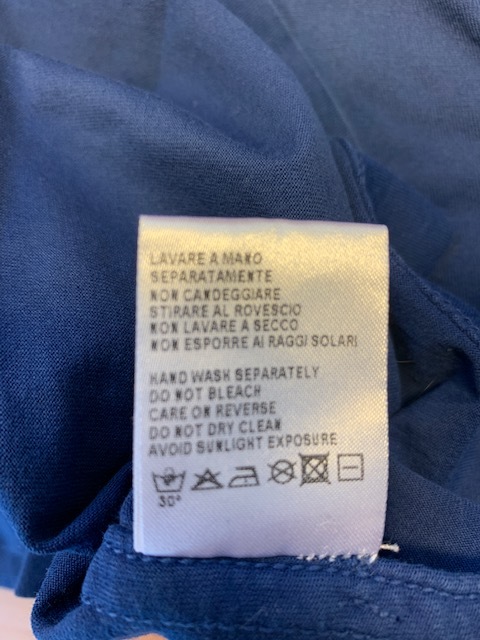 LAVARE A MANO
SEPARATAMENTE
NON CANDEGGIARE
STIRARE AL ROVESCIO
NON LAVARE A SECCO
NON ESPORRE AI RAGGI SOLARI
HAND WASH SEPARATELY
DO NOT BLEACH
CARE ON REVERSE
DO NOT DRY CLEAN
AVOID SUNLIGHT EXPOSURE
30°